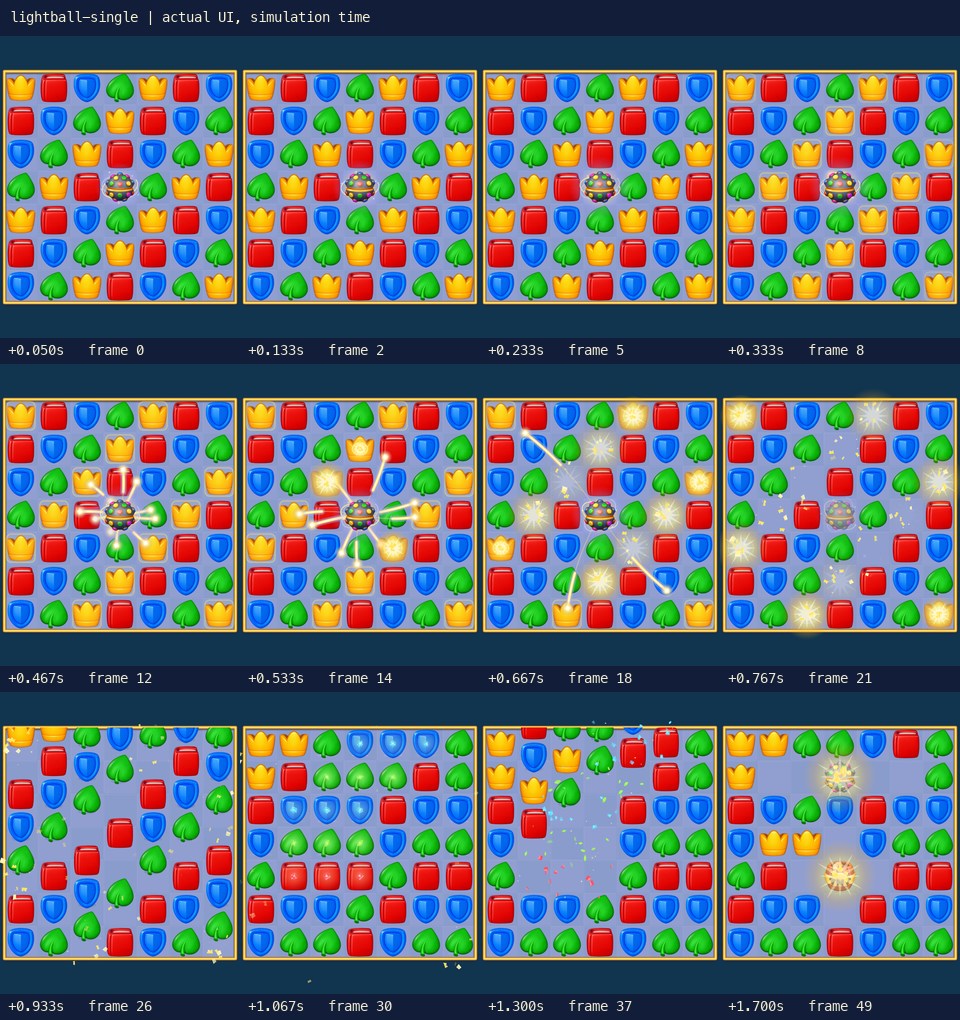 lightball-single | actual UI, simulation time
+0.050s frame 0
+0.133s frame 2
+0.233s frame 5
+0.333s frame 8
+0.467s frame 12
+0.533s frame 14
+0.667s frame 18
+0.767s frame 21
+0.933s frame 26
+1.067s frame 30
+1.300s frame 37
+1.700s frame 49